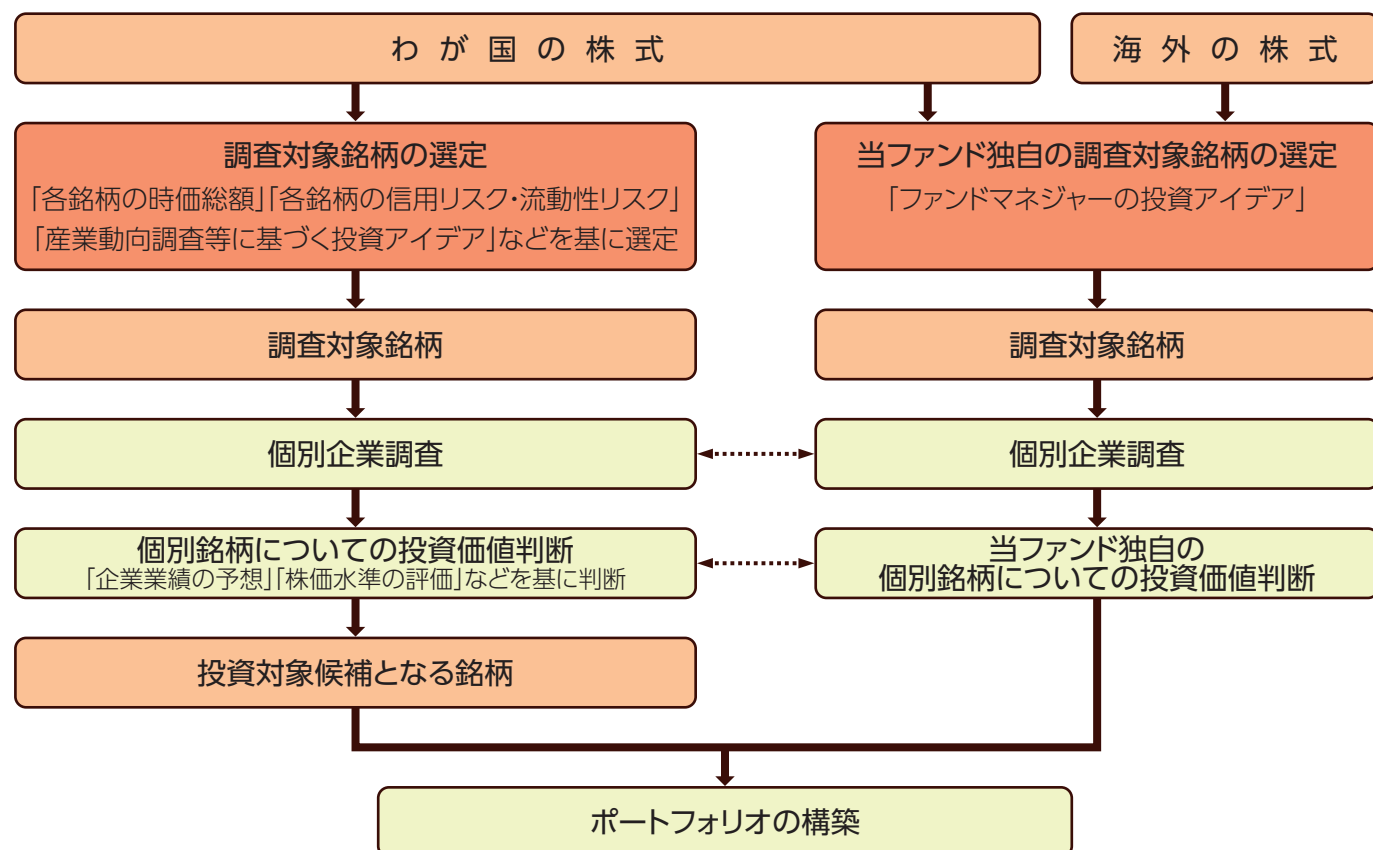 わが国の株式
海外の株式
調査対象銘柄の選定
「各銘柄の時価総額」「各銘柄の信用リスク・流動性リスク」
「産業動向調査等に基づく投資アイデア」などを基に選定
当ファンド独自の調査対象銘柄の選定
「ファンドマネジャーの投資アイデア」
調査対象銘柄
調査対象銘柄
個別企業調査
個別企業調査
個別銘柄についての投資価値判断
「企業業績の予想」「株価水準の評価」などを基に判断
当ファンド独自の
個別銘柄についての投資価値判断
投資対象候補となる銘柄
ポートフォリオの構築